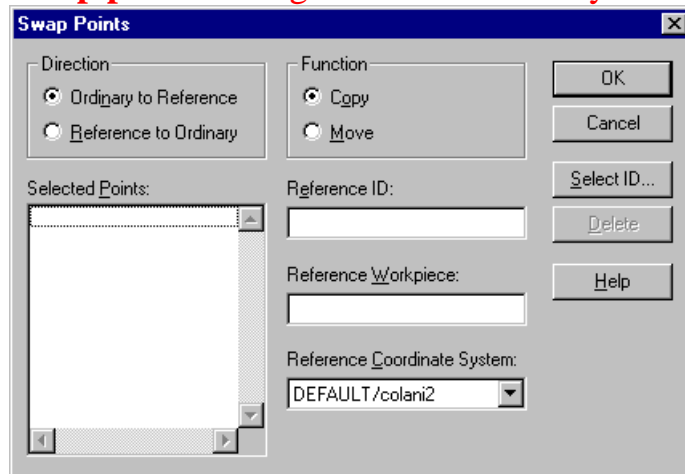 Swap Points
Direction
Ordinary to Reference
Reference to Ordinary
Function
Copy
Move
OK
Cancel
Select ID...
Delete
Help
Selected Points:
Reference ID:
Reference Workpiece:
Reference Coordinate System:
DEFAULT/colani2